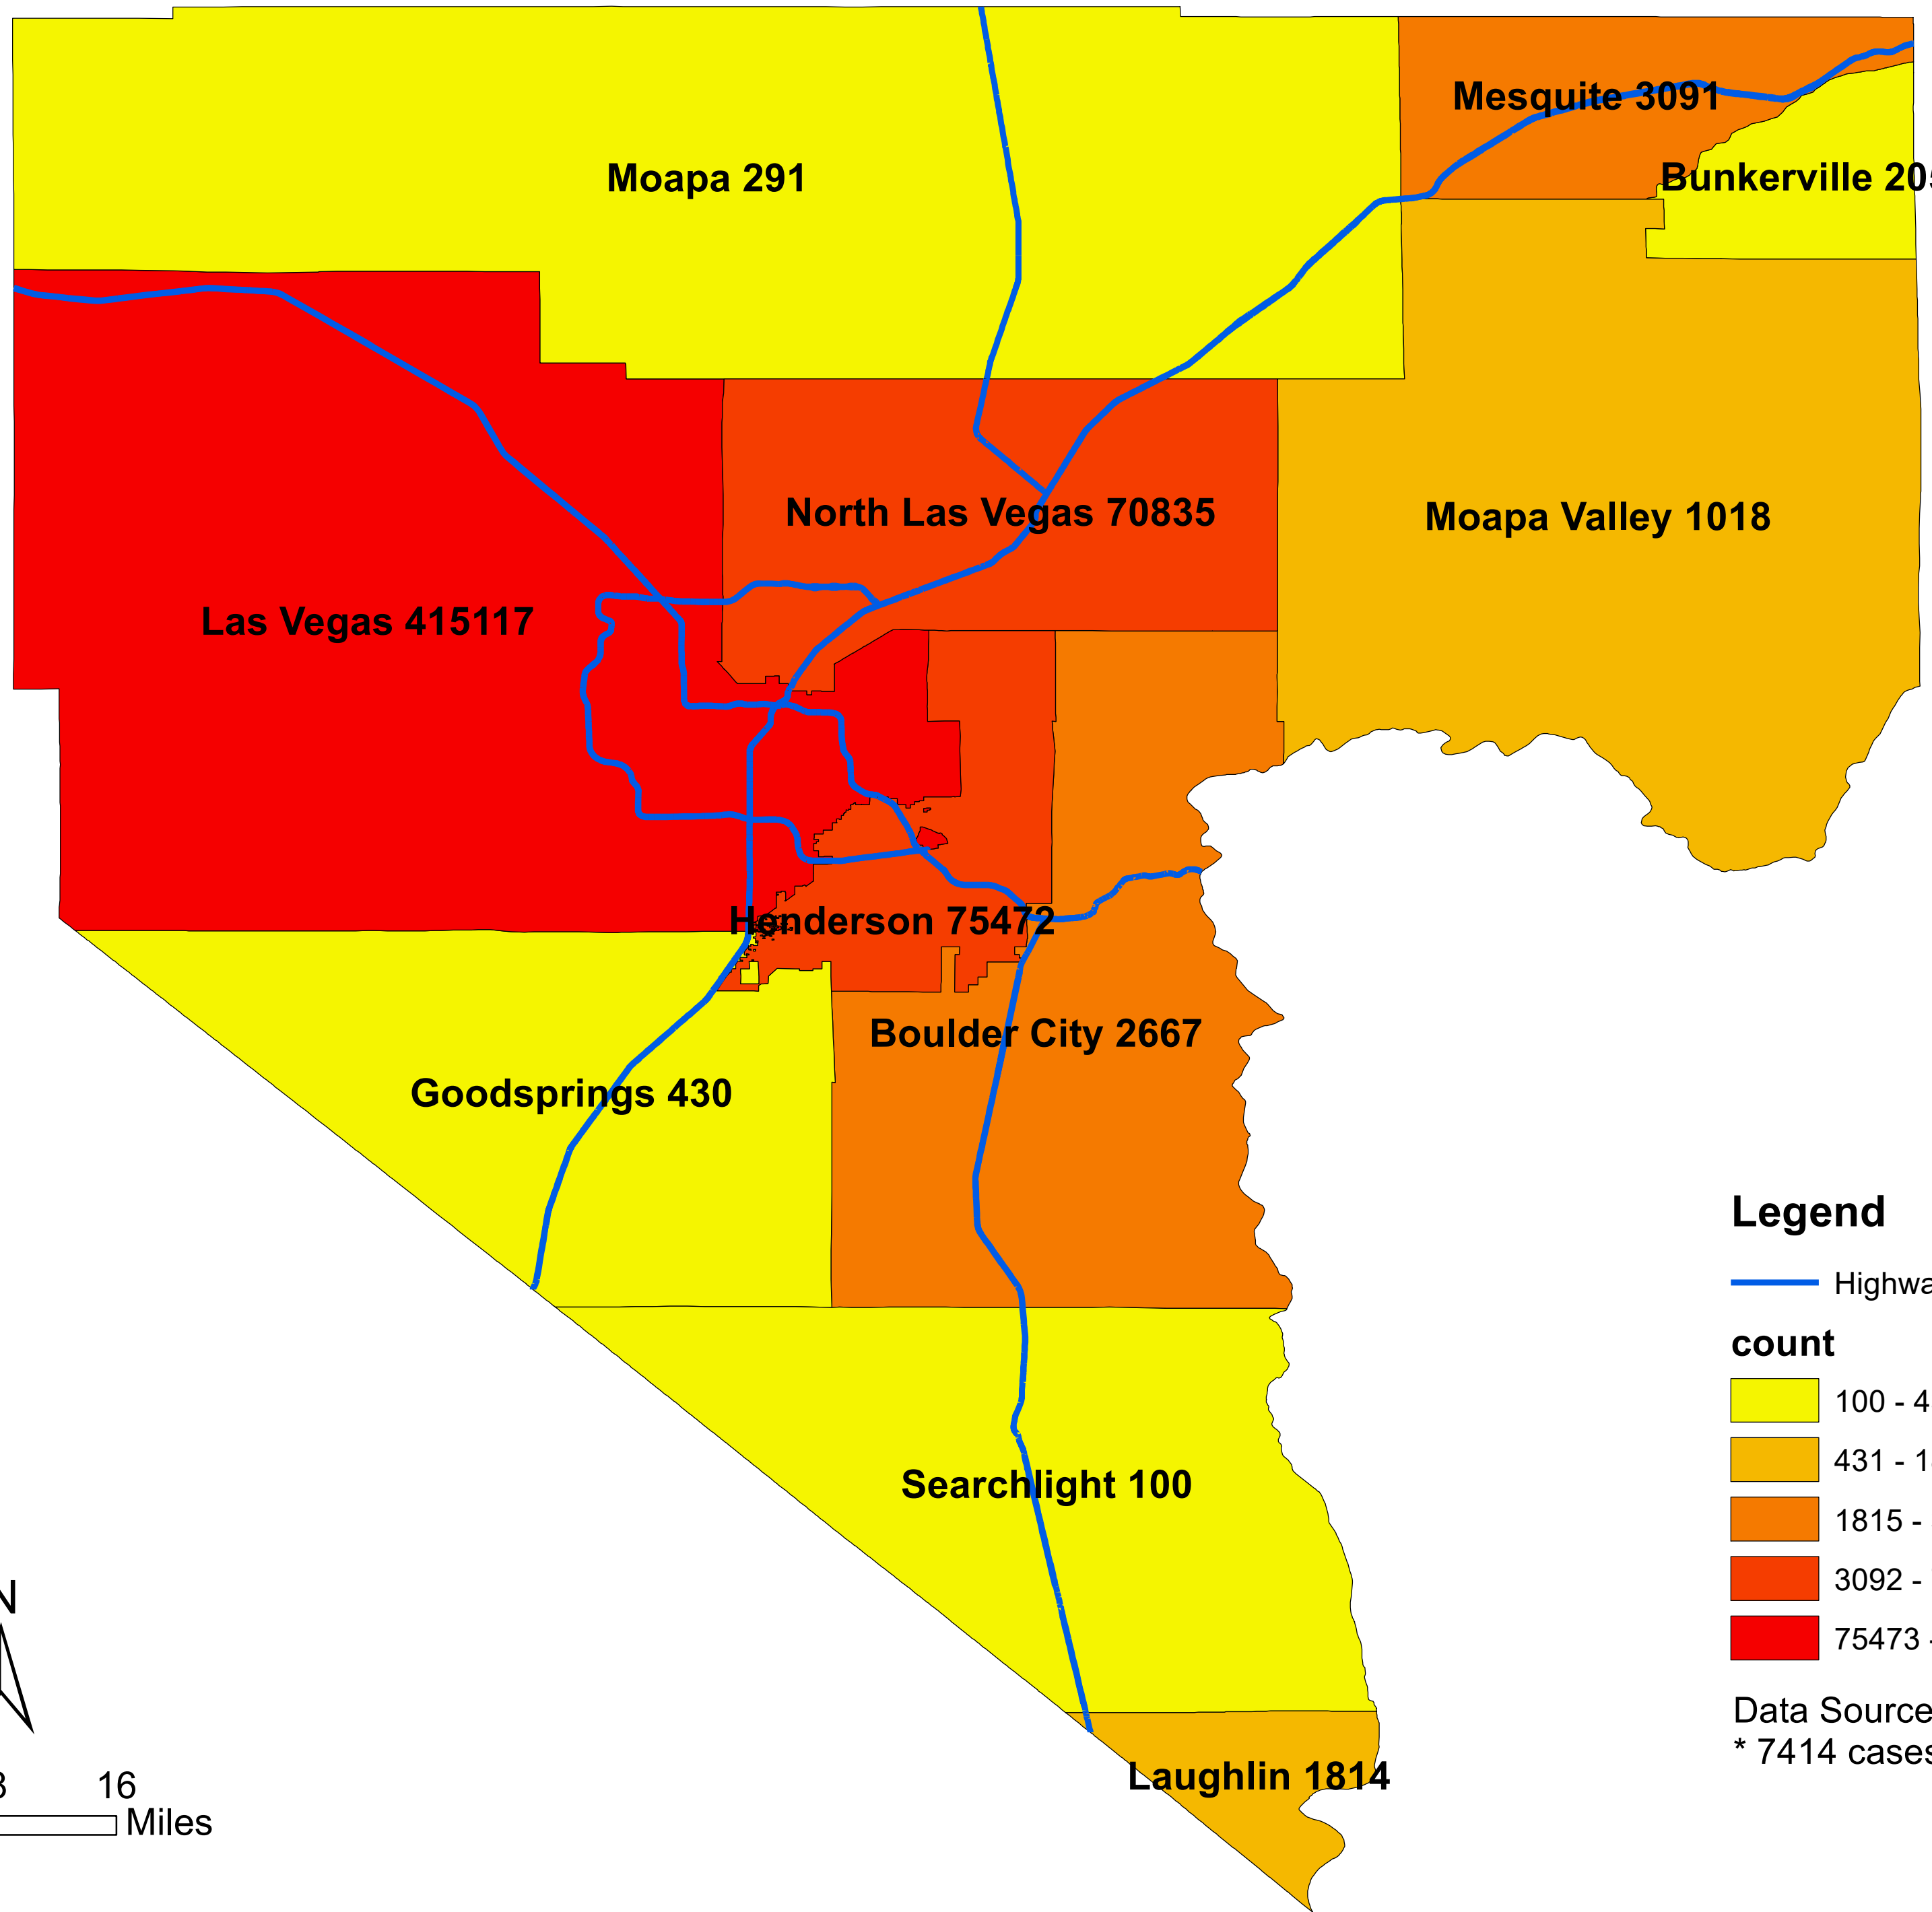 Mesquite 3091
Moapa 291
Bunkerville 205
North Las Vegas 70835
Moapa Valley 1018
Las Vegas 415117
Henderson 75472
Boulder City 2667
Goodsprings 430
Legend
count
100 - 4
431 - 1
Searchlight 100
1815 -
3092 -
N
75473 -
Data Source
* 7414 cases
Laughlin 1814
16
Miles